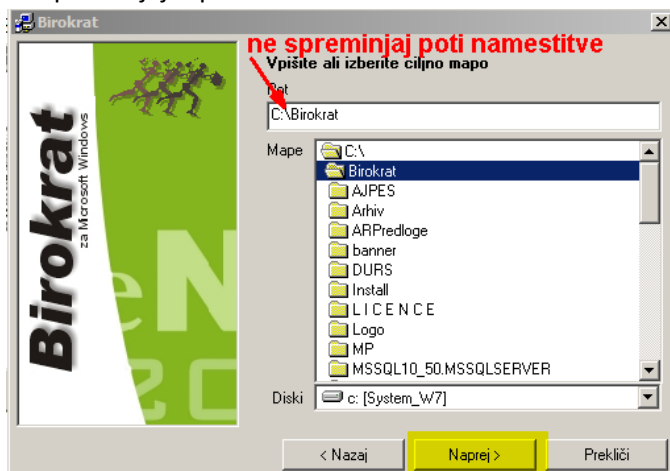 Birokrat
ne spreminjaj poti namestitve
Vpišite ali izberite ciljno mapo
Pot
C:\Birokrat
Mape
C:\
Birokrat
AJPES
Arhiv
ARPredloge
banner
DURS
Install
L I C E N C E
Logo
MP
MSSQL10_50.MSSQLSERVER
Diski
c: [System_W7]
< Nazaj
Naprej >
Prekliči
Birokrat
za Microsoft Windows
eN